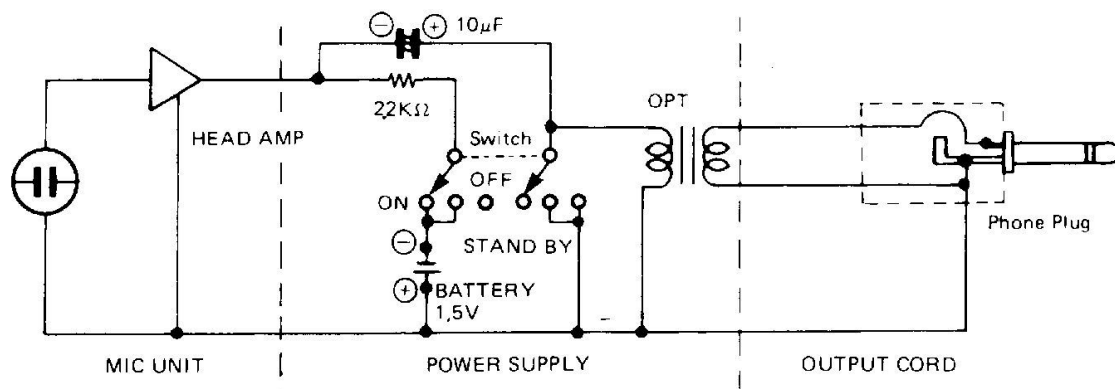 ⊖ ⊕ 10μF
22KΩ
HEAD AMP
Switch
OPT
OFF
ON
STAND BY
⊖
⊕ BATTERY
1,5V
Phone Plug
MIC UNIT
POWER SUPPLY
OUTPUT CORD